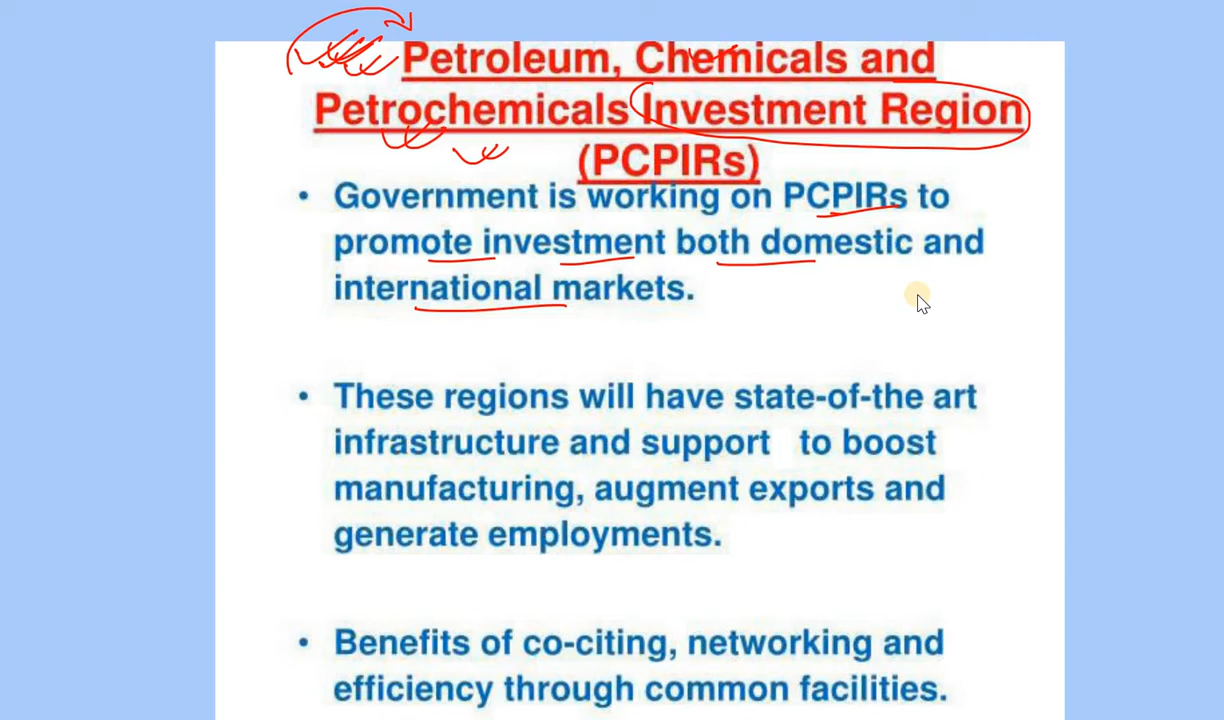 Petroleum, Chemicals and
Petrochemicals Investment Region
(PCPIRs)
• Government is working on PCPIRs to
promote investment both domestic and
international markets.
• These regions will have state-of-the art
infrastructure and support to boost
manufacturing, augment exports and
generate employments.
• Benefits of co-citing, networking and
efficiency through common facilities.